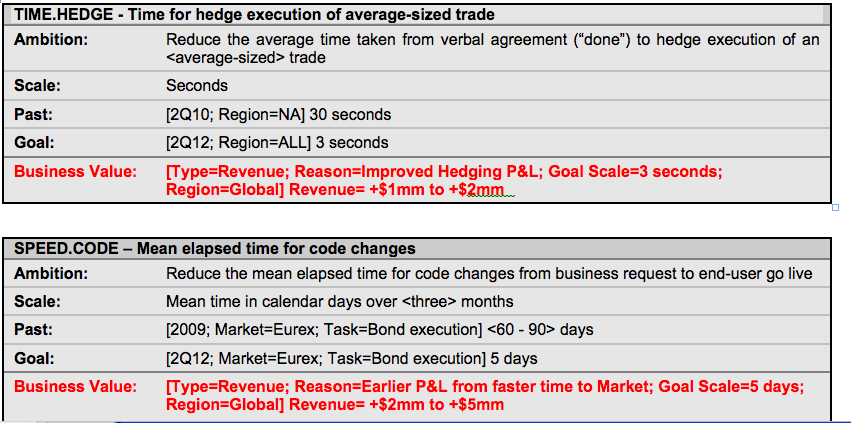 TIME.HEDGE - Time for hedge execution of average-sized trade
Ambition: Reduce the average time taken from verbal agreement (“done”) to hedge execution of an
<average-sized> trade
Scale: Seconds
Past: [2Q10; Region=NA] 30 seconds
Goal: [2Q12; Region=ALL] 3 seconds
Business Value: [Type=Revenue; Reason=Improved Hedging P&L; Goal Scale=3 seconds;
Region=Global] Revenue= +$1mm to +$2mm
SPEED.CODE – Mean elapsed time for code changes
Ambition: Reduce the mean elapsed time for code changes from business request to end-user go live
Scale: Mean time in calendar days over <three> months
Past: [2009; Market=Eurex; Task=Bond execution] <60 - 90> days
Goal: [2Q12; Market=Eurex; Task=Bond execution] 5 days
Business Value: [Type=Revenue; Reason=Earlier P&L from faster time to Market; Goal Scale=5 days;
Region=Global] Revenue= +$2mm to +$5mm